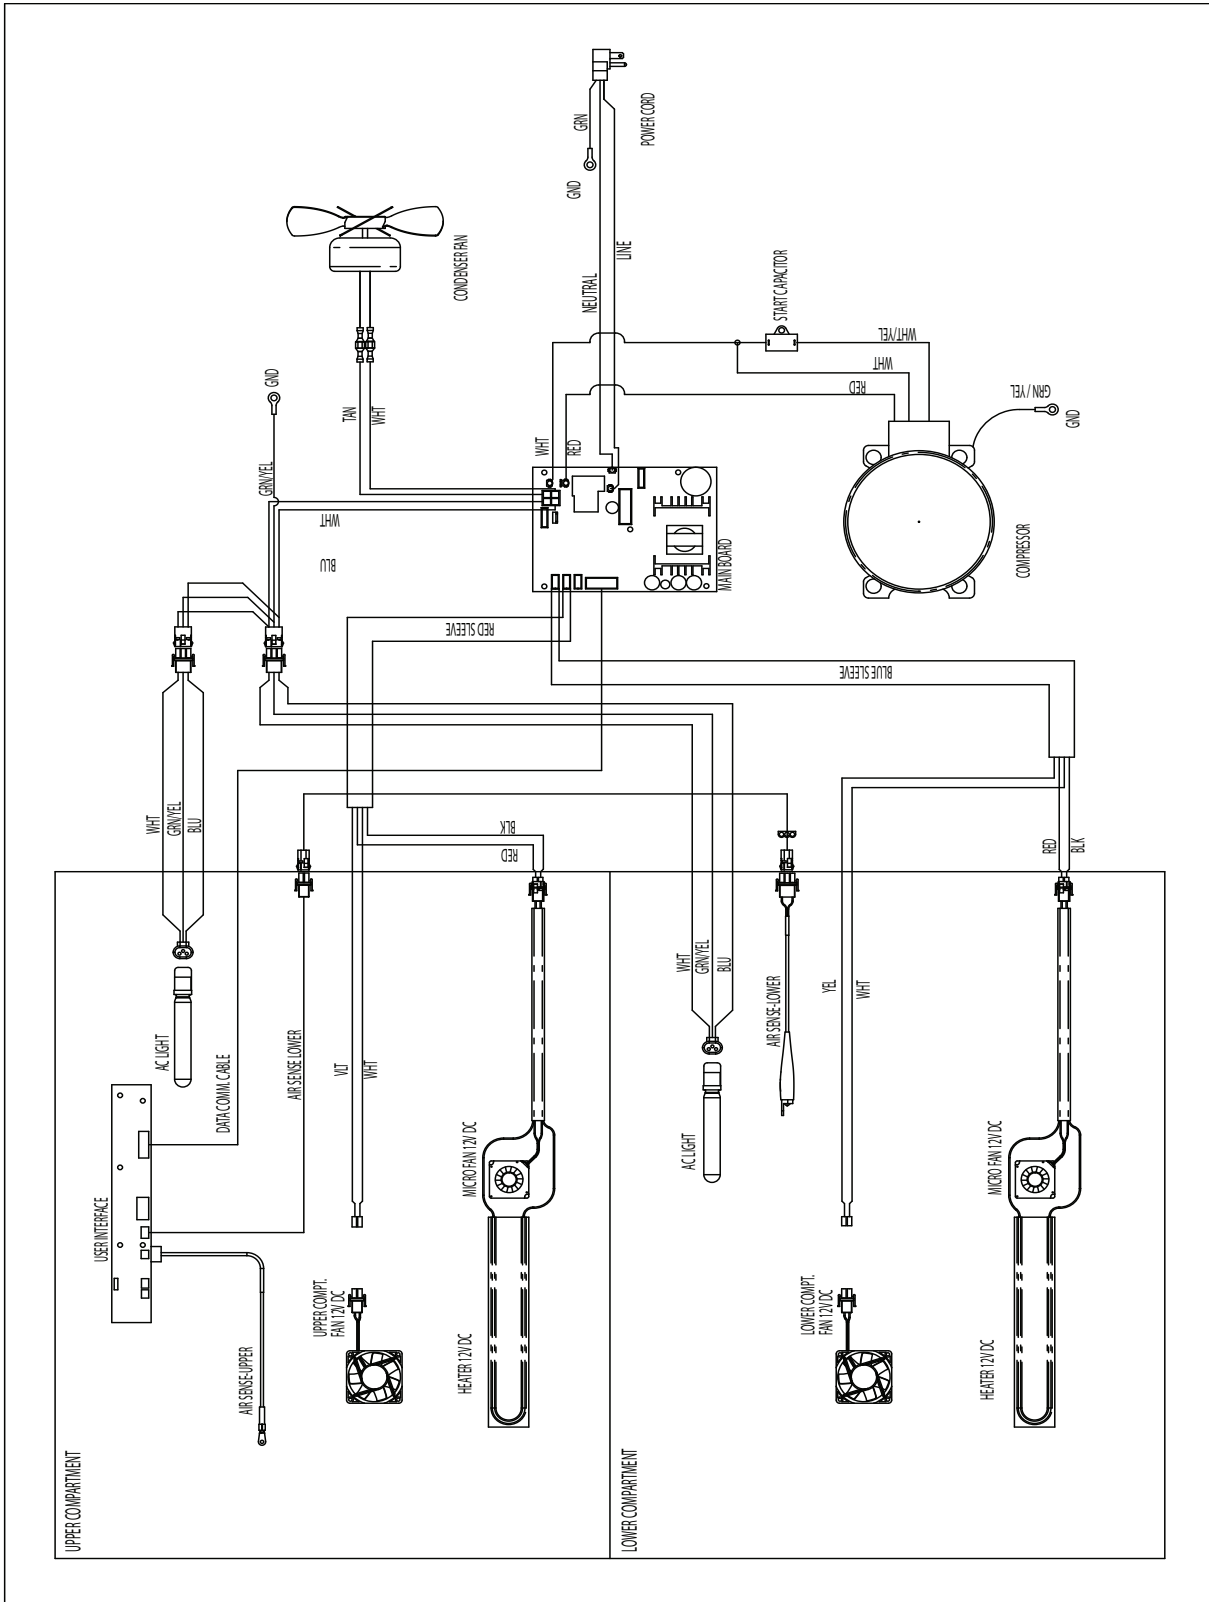 UPPER COMPARTMENT
USER INTERFACE
AIR SENSE-UPPER
AC LIGHT
DATA COMM. CABLE
AIR SENSE LOWER
WHT
GRN/YEL
BLU
VLT
WHT
UPPER COMPT.
FAN 12V DC
HEATER 12V DC
MICRO FAN 12V DC
RED
BLK
LOWER COMPARTMENT
AC LIGHT
WHT
GRN/YEL
BLU
AIR SENSE-LOWER
YEL
WHT
LOWER COMPT.
FAN 12V DC
HEATER 12V DC
MICRO FAN 12V DC
RED
BLK
RED SLEEVE
BLUE SLEEVE
BLU
WHT
GRN/YEL
GND
TAN
WHT
CONDENSER FAN
WHT
RED
MAIN BOARD
NEUTRAL
LINE
GND
GRN
POWER CORD
START CAPACITOR
WHT/YEL
WHT
RED
GRN / YEL
GND
COMPRESSOR